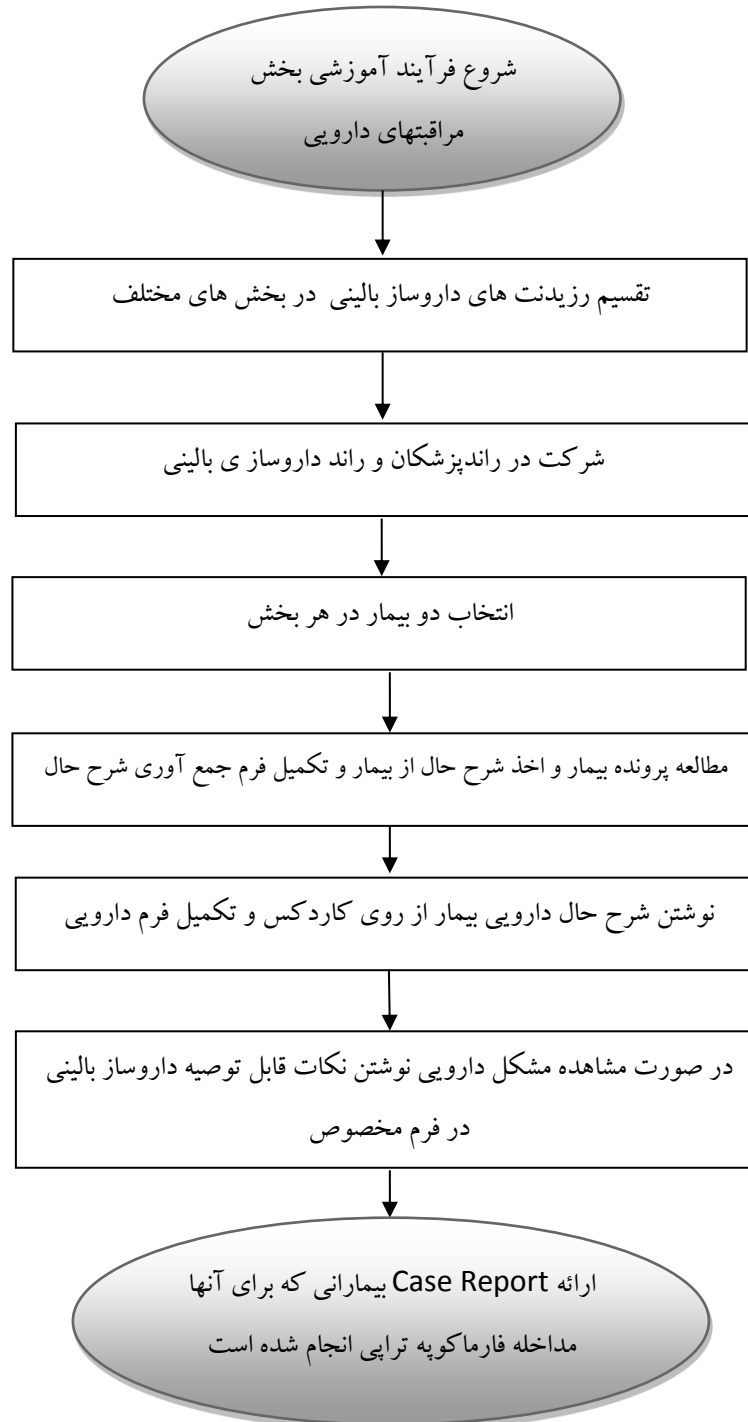 شروع فرآیند آموزشی بخش
مراقبتهای دارویی
تقسیم رزیدنت های داروساز بالینی در بخش های مختلف
شرکت در راندپزشکان و راند داروساز ی بالینی
انتخاب دو بیمار در هر بخش
مطالعه پرونده بیمار و اخذ شرح حال از بیمار و تکمیل فرم جمع آوری شرح حال
نوشتن شرح حال دارویی بیمار از روی کاردکس و تکمیل فرم دارویی
در صورت مشاهده مشکل دارویی نوشتن نکات قابل توصیه داروساز بالینی
در فرم مخصوص
ارائه Case Report بیمارانی که برای آنها
مداخله فارماکوپه تراپی انجام شده است